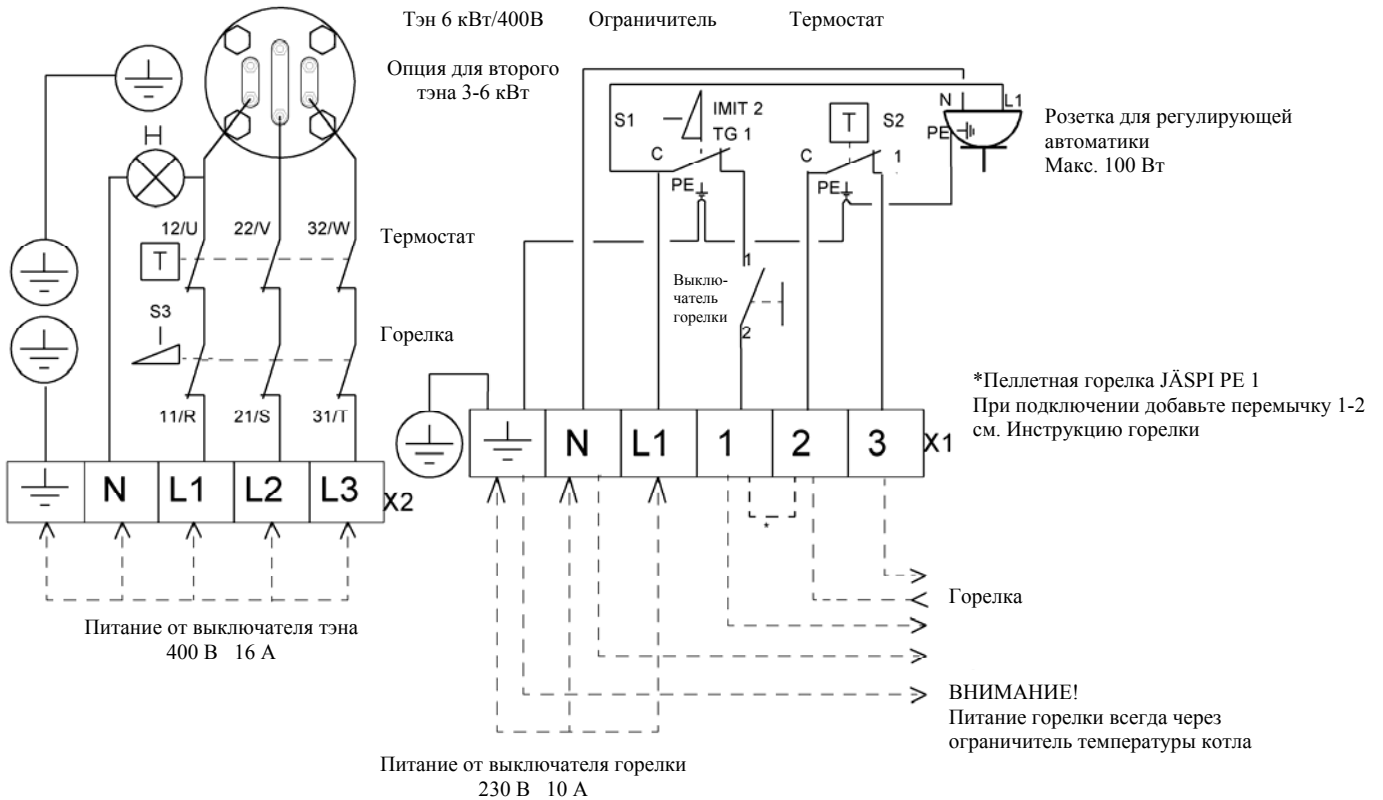 Тэн 6 кВт/400В
Ограничитель
Термостат
Опция для второго
тэна 3-6 кВт
H
S1
IMIT 2
TG 1
C
PE
T
S2
C
1
PE
N
L1
PE
Розетка для регулирующей
автоматики
Макс. 100 Вт
12/U
22/V
32/W
T
Термостат
S3
Горелка
11/R
21/S
31/T
1
Выклю-
чатель
горелки
2
*Пеллетная горелка JÄSPI PE 1
При подключении добавьте перемычку 1-2
см. Инструкцию горелки
N
L1
L2
L3
X2
N
L1
1
2
3
X1
*
Горелка
Питание от выключателя тэна
400 В 16 А
ВНИМАНИЕ!
Питание горелки всегда через
ограничитель температуры котла
Питание от выключателя горелки
230 В 10 А